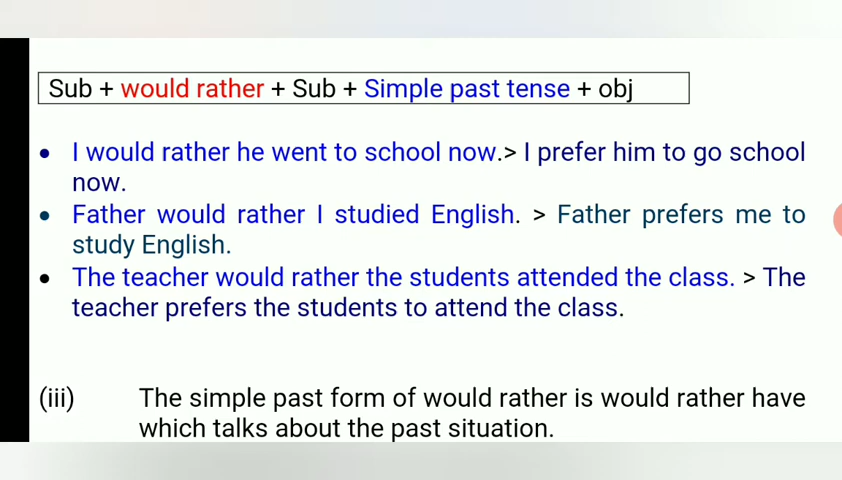 Sub + would rather + Sub + Simple past tense + obj
• I would rather he went to school now.> I prefer him to go school
now.
• Father would rather I studied English. > Father prefers me to
study English.
• The teacher would rather the students attended the class. > The
teacher prefers the students to attend the class.
(iii) The simple past form of would rather is would rather have
which talks about the past situation.